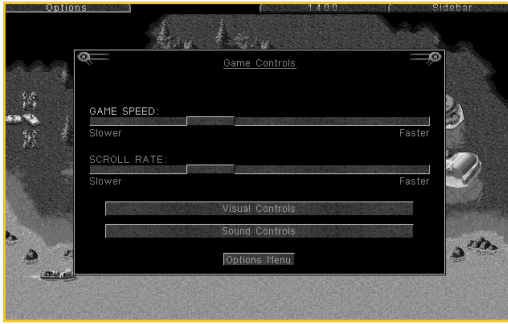 Options 1400 Sidebar
Game Controls
GAME SPEED:
Slower Faster
SCROLL RATE:
Slower Faster
Visual Controls
Sound Controls
Options Menu